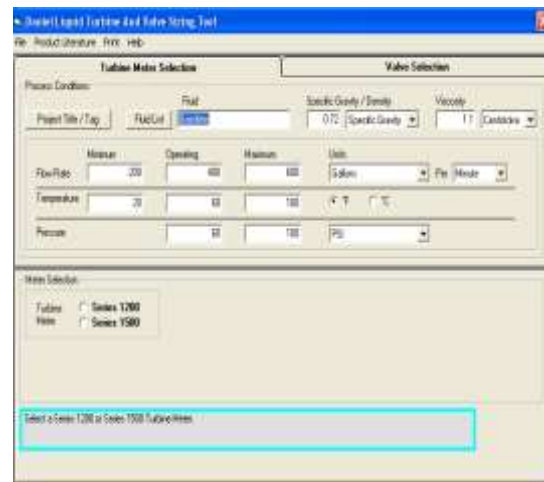 Daniel Liquid Turbine And Valve Sizing Tool
File Product Literature Print Help
Turbine Meter Selection Valve Selection
Process Conditions
Fluid Specific Gravity / Density Viscosity
Project Title / Tag Fluid List 0.72 Specific Gravity 1.1 Centistoke
Minimum Operating Maximum Units
Flow Rate 200 400 600 Gallons Per Minute
Temperature 20 60 100 °F °C
Pressure 60 100 PSI
Meter Selection
Turbine Series 1200
Meter Series 1500
Select a Series 1200 or Series 1500 Turbine Meter.